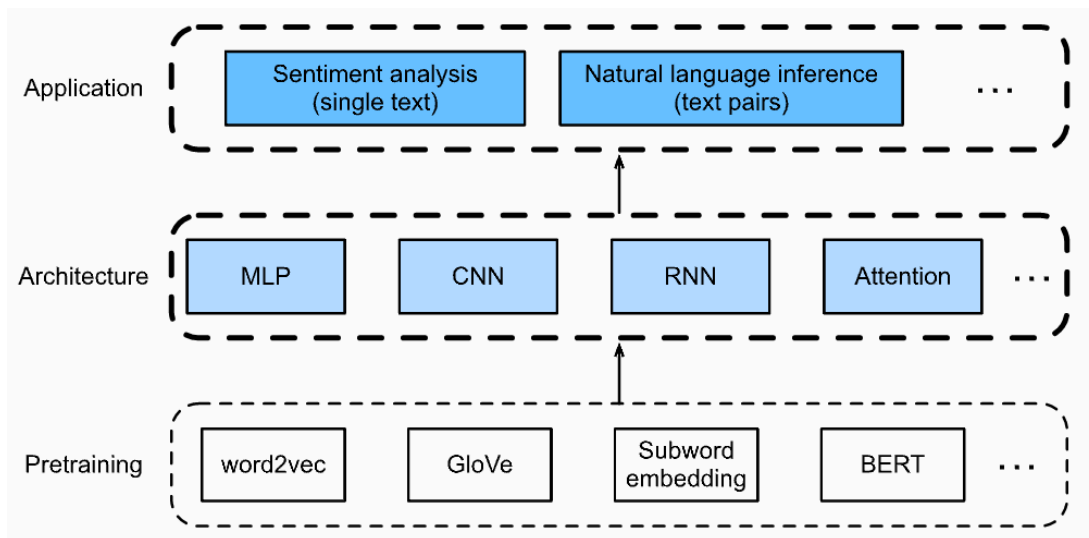 Application
Sentiment analysis
(single text)
Natural language inference
(text pairs)
...
Architecture
MLP
CNN
RNN
Attention
...
Pretraining
word2vec
GloVe
Subword
embedding
BERT
...